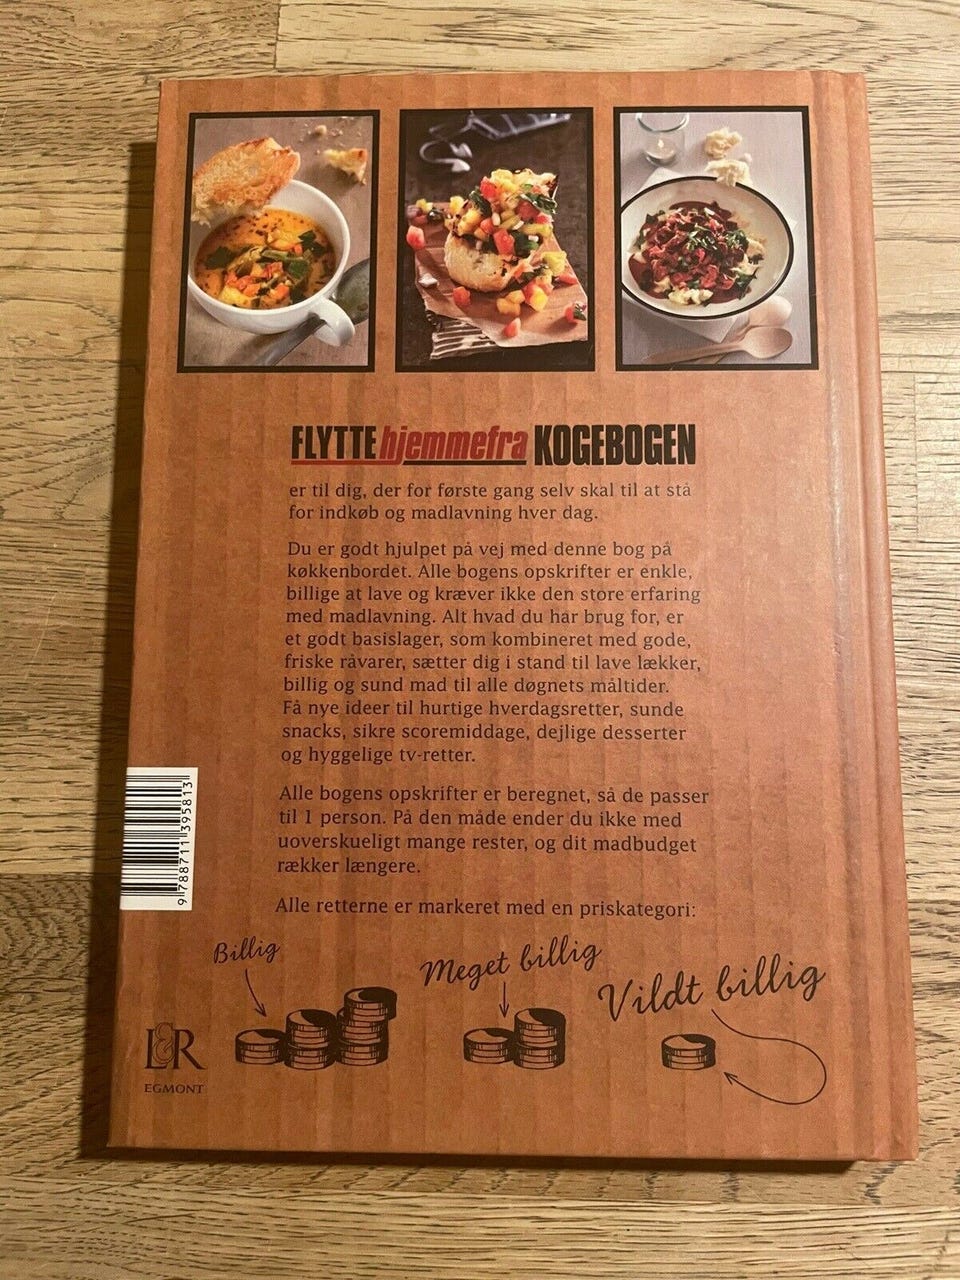 FLYTTE hjemmefra KOGEBOGEN
er til dig, der for første gang selv skal til at stå
for indkøb og madlavning hver dag.
Du er godt hjulpet på vej med denne bog på
køkkenbordet. Alle bogens opskrifter er enkle,
billige at lave og kræver ikke den store erfaring
med madlavning. Alt hvad du har brug for, er
et godt basislager, som kombineret med gode,
friske råvarer, sætter dig i stand til lave lækker,
billig og sund mad til alle døgnets måltider.
Få nye ideer til hurtige hverdagsretter, sunde
snacks, sikre scoremiddage, dejlige desserter
og hyggelige tv-retter.
Alle bogens opskrifter er beregnet, så de passer
til 1 person. På den måde ender du ikke med
uoverskueligt mange rester, og dit madbudget
rækker længere.
Alle retterne er markeret med en priskategori:
Billig
Meget billig
Vildt billig
L&R
EGMONT
9788711395813